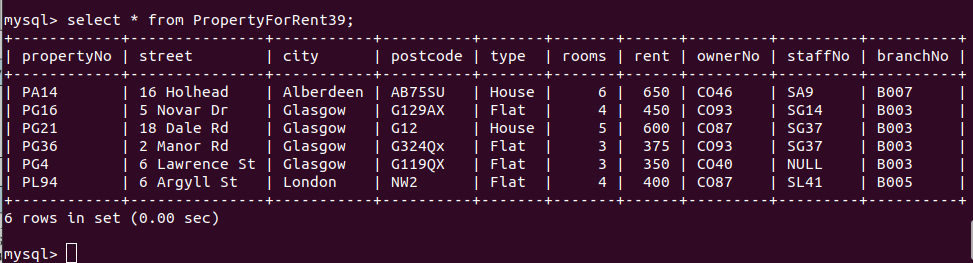 mysql> select * from PropertyForRent39;
+------------+---------------+-----------+----------+-------+-------+------+---------+---------+----------+
| propertyNo | street        | city      | postcode | type  | rooms | rent | ownerNo | staffNo | branchNo |
+------------+---------------+-----------+----------+-------+-------+------+---------+---------+----------+
| PA14       | 16 Holhead    | Alberdeen | AB75SU   | House |     6 |  650 | CO46    | SA9     | B007     |
| PG16       | 5 Novar Dr    | Glasgow   | G129AX   | Flat  |     4 |  450 | CO93    | SG14    | B003     |
| PG21       | 18 Dale Rd    | Glasgow   | G12      | House |     5 |  600 | CO87    | SG37    | B003     |
| PG36       | 2 Manor Rd    | Glasgow   | G324Qx   | Flat  |     3 |  375 | CO93    | SG37    | B003     |
| PG4        | 6 Lawrence St | Glasgow   | G119QX   | Flat  |     3 |  350 | CO40    | NULL    | B003     |
| PL94       | 6 Argyll St   | London    | NW2      | Flat  |     4 |  400 | CO87    | SL41    | B005     |
+------------+---------------+-----------+----------+-------+-------+------+---------+---------+----------+
6 rows in set (0.00 sec)
mysql>